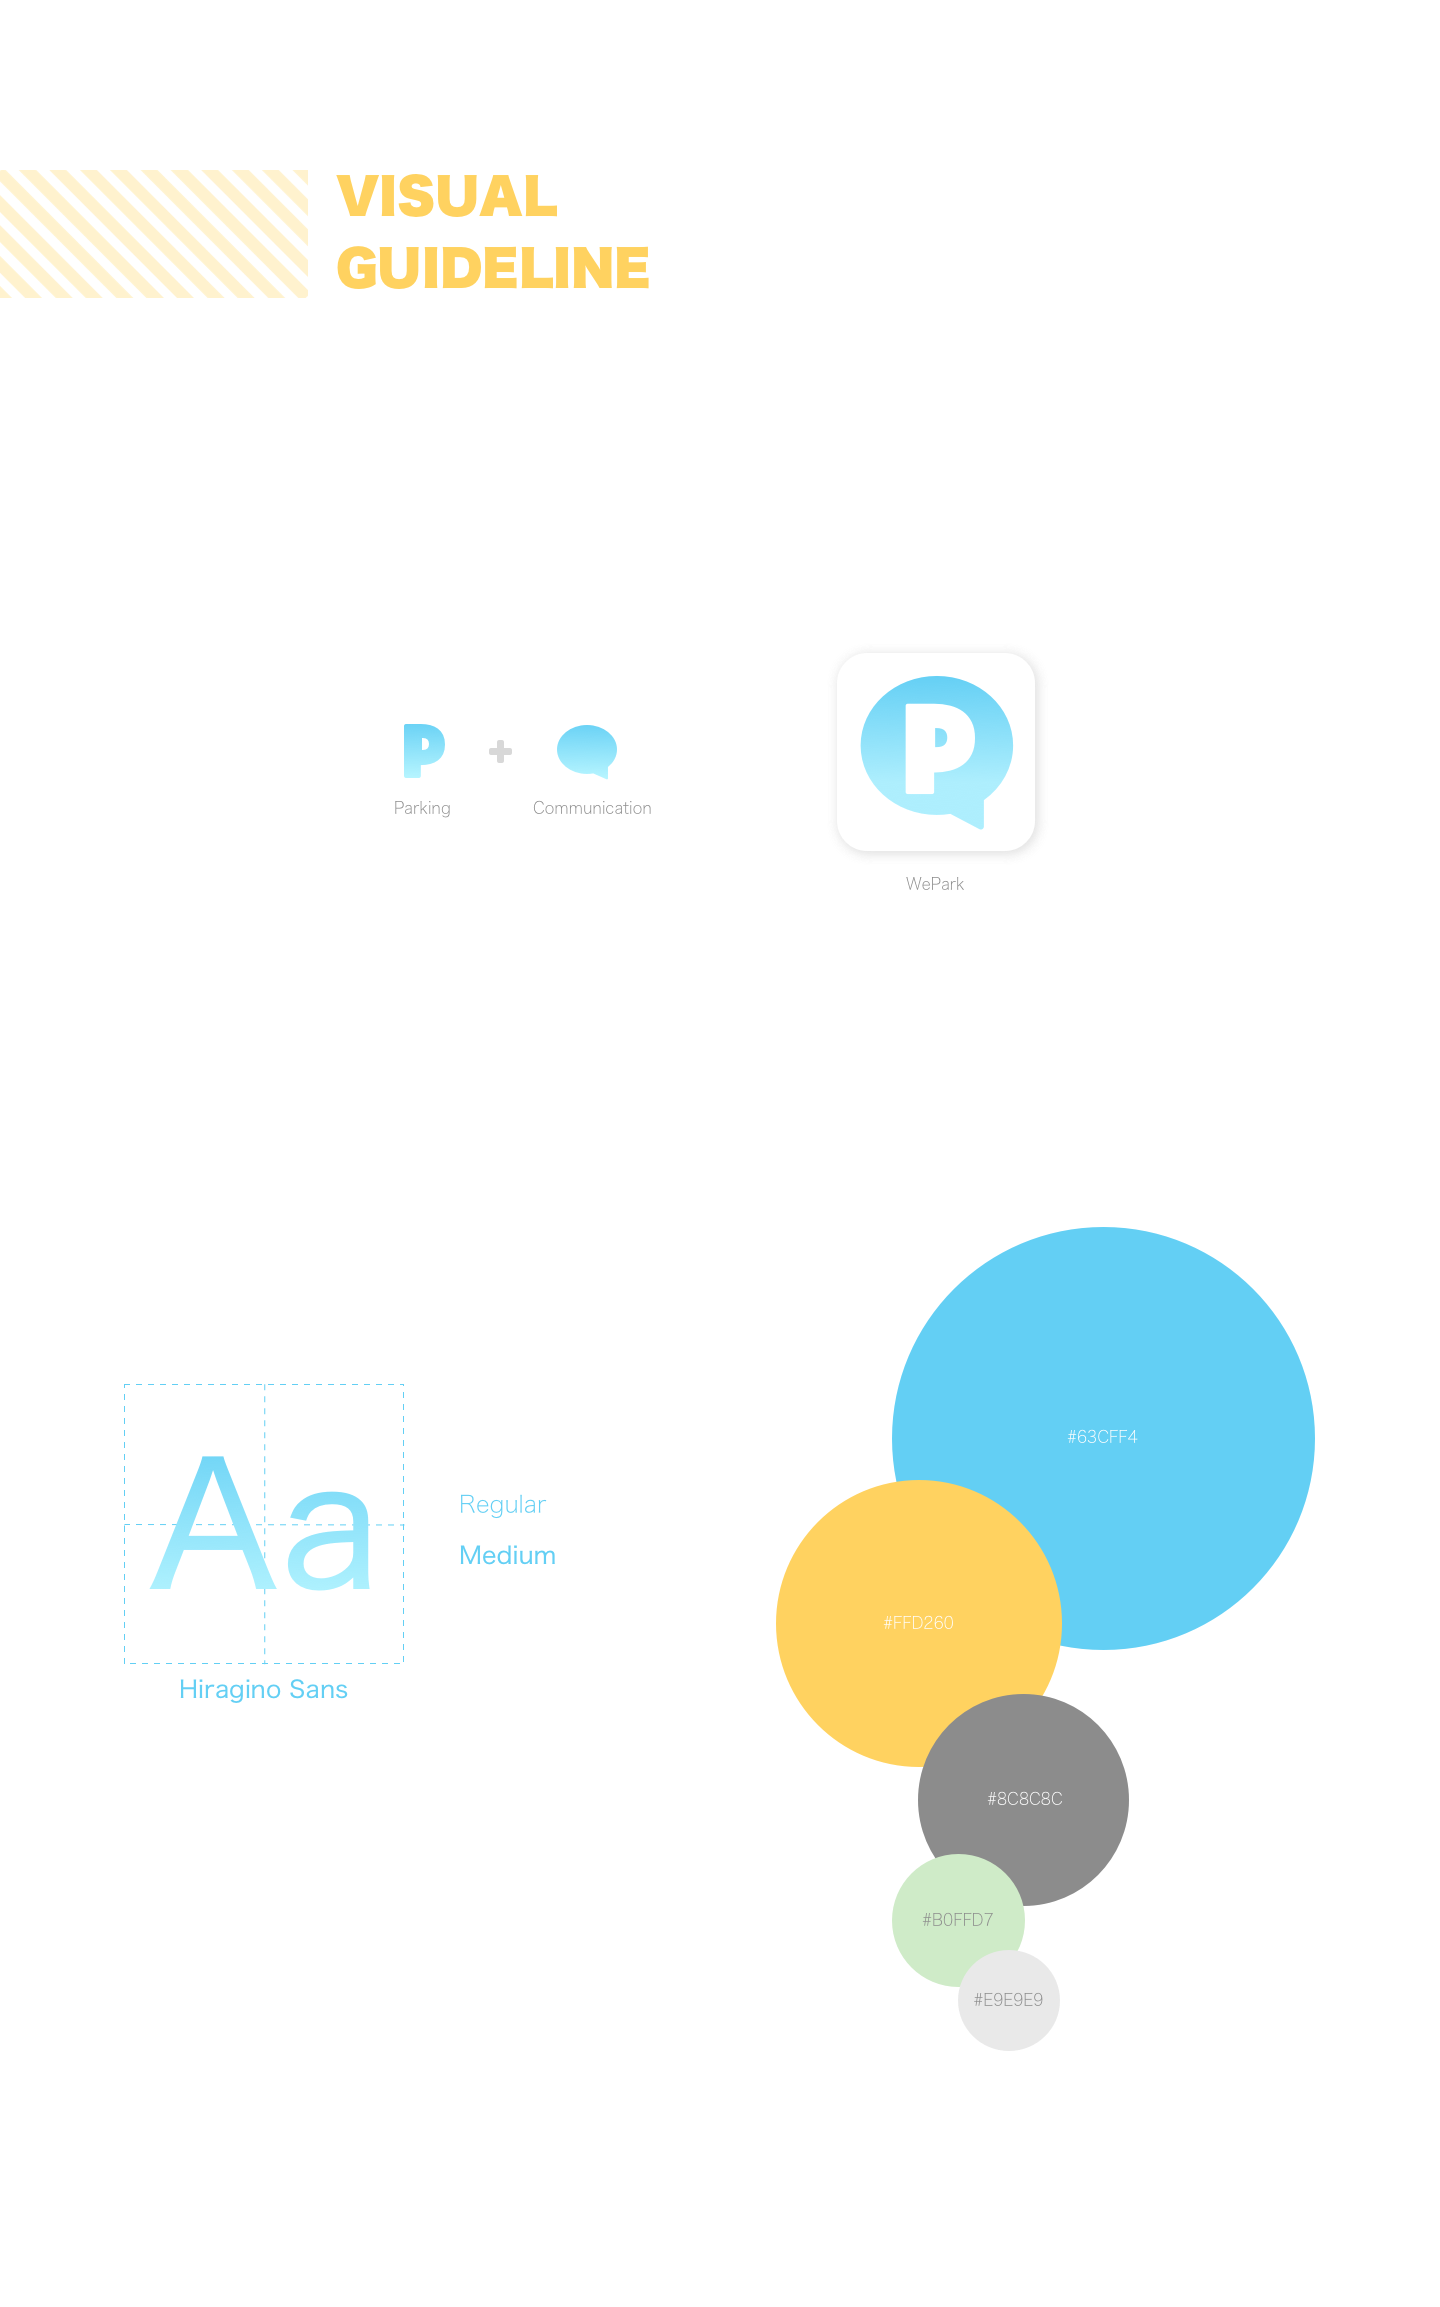 VISUAL
GUIDELINE
P
Parking
Communication
P
WePark
Aa
Regular
Medium
Hiragino Sans
#63CFF4
#FFD260
#8C8C8C
#B0FFD7
#E9E9E9